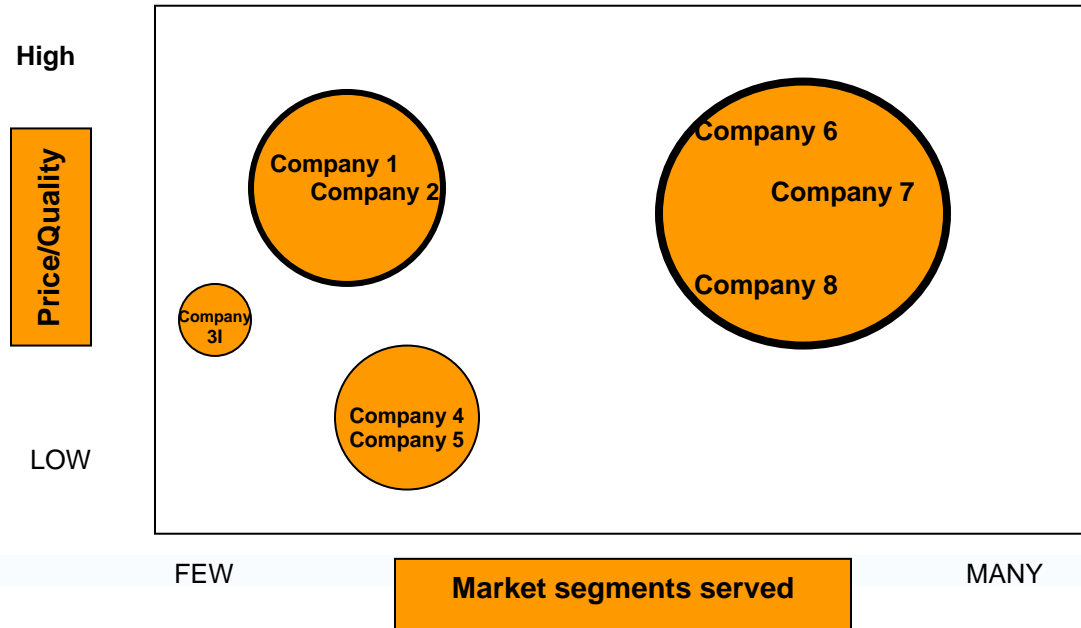 High
Price/Quality
LOW
Company 1
Company 2
Company 6
Company 7
Company 8
Company
3I
Company 4
Company 5
FEW
Market segments served
MANY